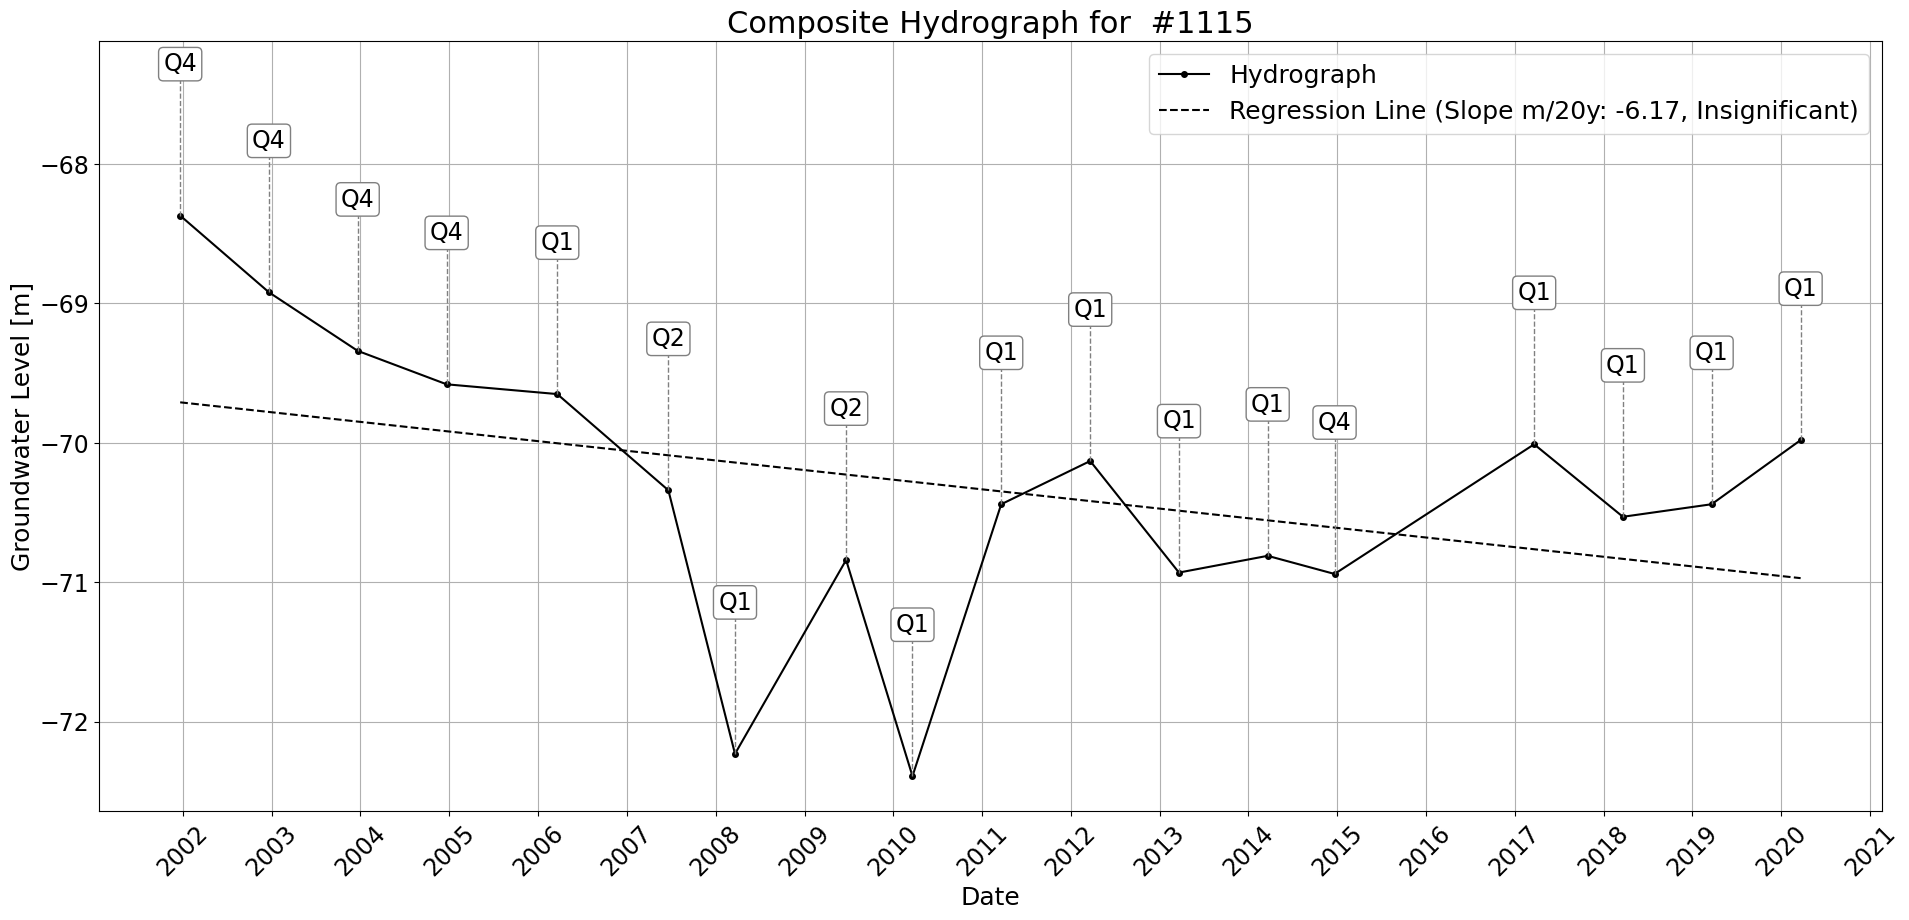 Composite Hydrograph for  #1115
Hydrograph
Regression Line (Slope m/20y: -6.17, Insignificant)
Groundwater Level [m]
−68
−69
−70
−71
−72
Q4
Q4
Q4
Q4
Q1
Q2
Q1
Q2
Q1
Q1
Q1
Q1
Q1
Q4
Q1
Q1
Q1
Q1
2002
2003
2004
2005
2006
2007
2008
2009
2010
2011
2012
2013
2014
2015
2016
2017
2018
2019
2020
2021
Date